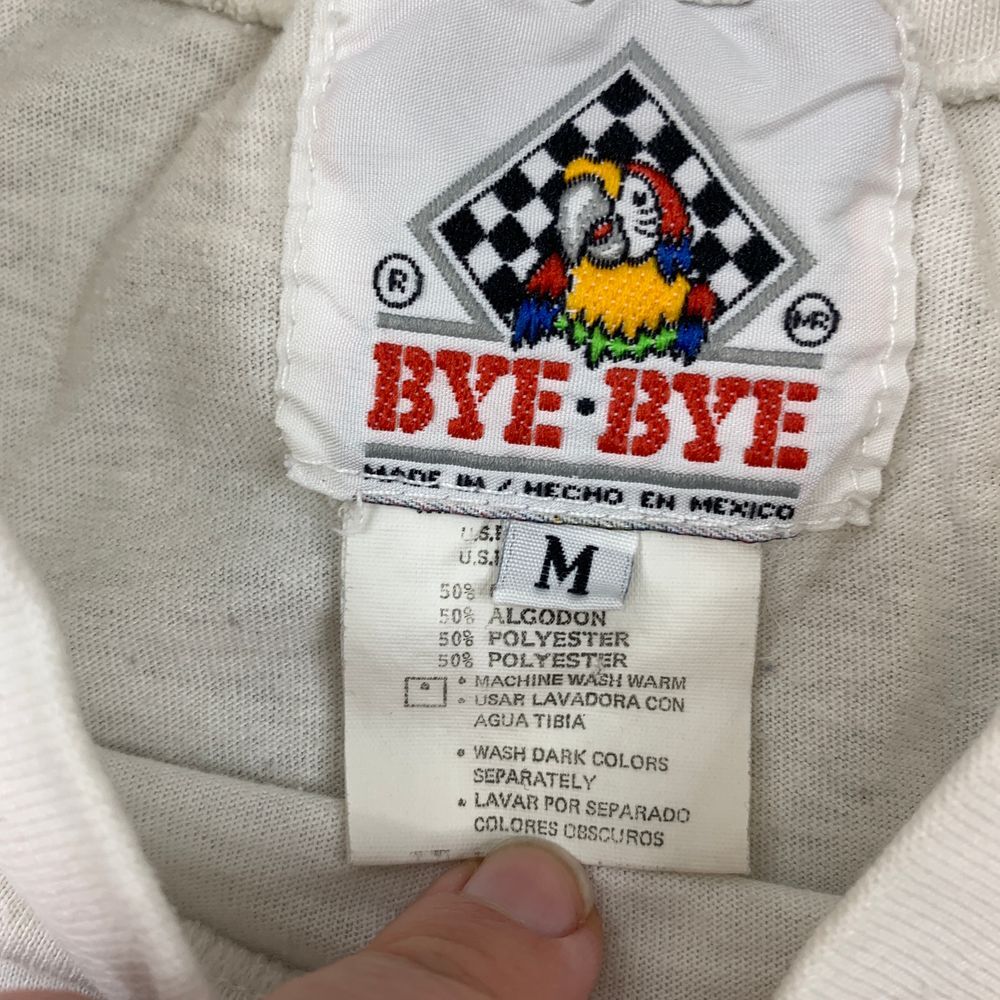 ®
MR
BYE·BYE
MADE IN / HECHO EN MEXICO
M
50%
50% ALGODON
50% POLYESTER
50% POLYESTER
• MACHINE WASH WARM
• USAR LAVADORA CON
AGUA TIBIA
• WASH DARK COLORS
SEPARATELY
• LAVAR POR SEPARADO
COLORES OBSCUROS